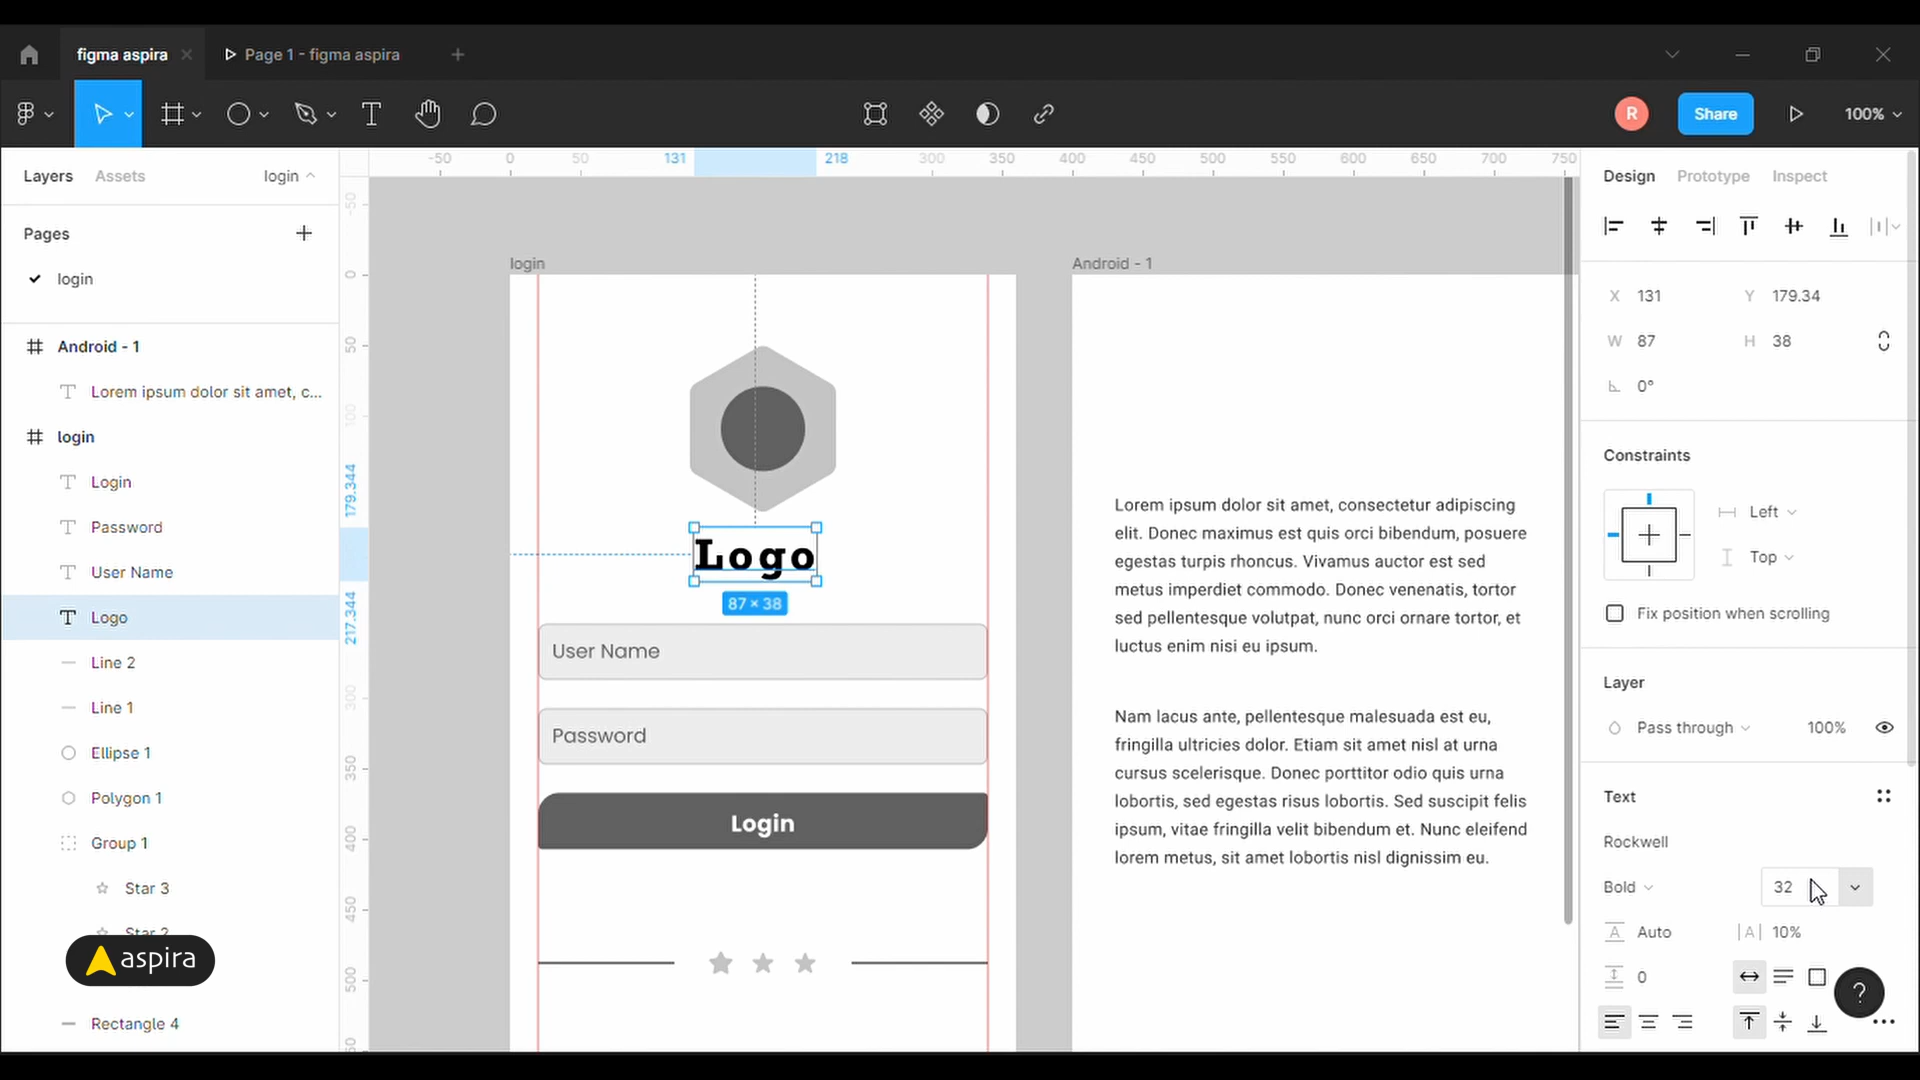 figma aspira
Page 1 - figma aspira
R
Share
100%
Layers
Assets
login
-50
0
50
131
218
300
350
400
450
500
550
600
650
700
750
Design
Prototype
Inspect
Pages
login
Android - 1
Lorem ipsum dolor sit amet, c...
login
Login
Password
User Name
Logo
Line 2
Line 1
Ellipse 1
Polygon 1
Group 1
Star 3
Star 2
aspira
Rectangle 4
-50
0
50
100
179.344
217.344
300
350
400
450
500
login
Logo
87 × 38
User Name
Password
Login
Android - 1
Lorem ipsum dolor sit amet, consectetur adipiscing
elit. Donec maximus est quis orci bibendum, posuere
egestas turpis rhoncus. Vivamus auctor est sed
metus imperdiet commodo. Donec venenatis, tortor
sed pellentesque volutpat, nunc orci ornare tortor, et
luctus enim nisi eu ipsum.
Nam lacus ante, pellentesque malesuada est eu,
fringilla ultricies dolor. Etiam sit amet nisl at urna
cursus scelerisque. Donec porttitor odio quis urna
lobortis, sed egestas risus lobortis. Sed suscipit felis
ipsum, vitae fringilla velit bibendum et. Nunc eleifend
lorem metus, sit amet lobortis nisl dignissim eu.
X 131 Y 179.34
W 87 H 38
0°
Constraints
Left
Top
Fix position when scrolling
Layer
Pass through 100%
Text
Rockwell
Bold 32
A Auto |A| 10%
0
?